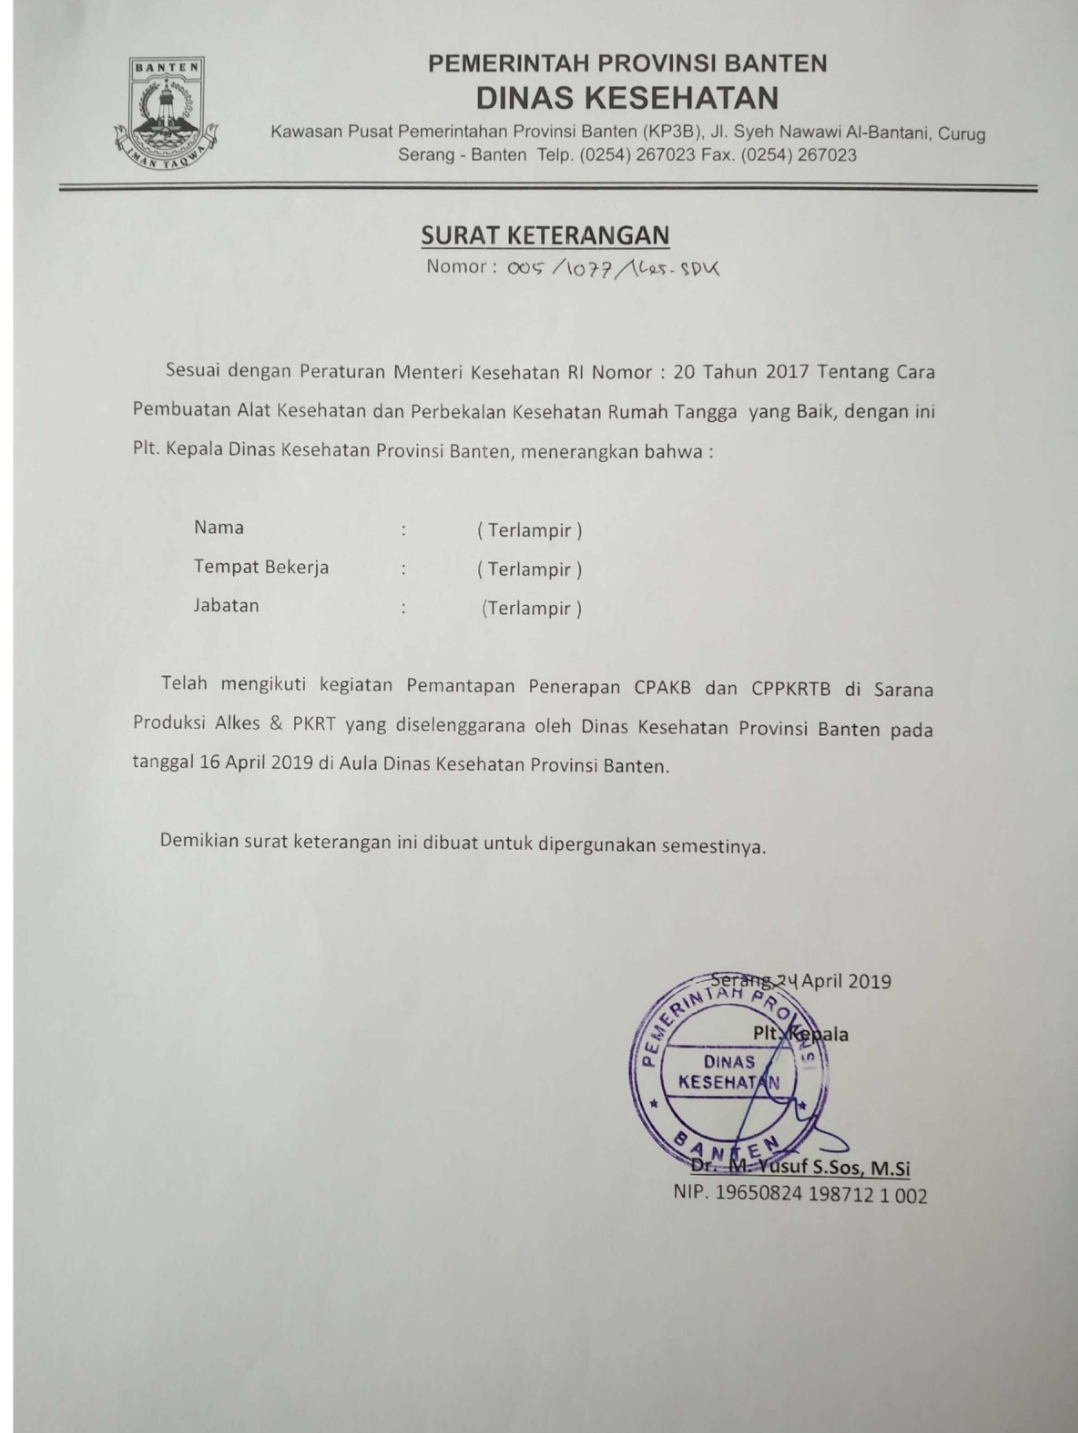 BANTEN
IMAN TAQWA
PEMERINTAH PROVINSI BANTEN
DINAS KESEHATAN
Kawasan Pusat Pemerintahan Provinsi Banten (KP3B), Jl. Syeh Nawawi Al-Bantani, Curug
Serang - Banten Telp. (0254) 267023 Fax. (0254) 267023
SURAT KETERANGAN
Nomor : 005 /1077 /Kes-SDK
Sesuai dengan Peraturan Menteri Kesehatan RI Nomor : 20 Tahun 2017 Tentang Cara
Pembuatan Alat Kesehatan dan Perbekalan Kesehatan Rumah Tangga yang Baik, dengan ini
Plt. Kepala Dinas Kesehatan Provinsi Banten, menerangkan bahwa :
Nama : ( Terlampir )
Tempat Bekerja : ( Terlampir )
Jabatan : (Terlampir )
Telah mengikuti kegiatan Pemantapan Penerapan CPAKB dan CPPKRTB di Sarana
Produksi Alkes & PKRT yang diselenggarana oleh Dinas Kesehatan Provinsi Banten pada
tanggal 16 April 2019 di Aula Dinas Kesehatan Provinsi Banten.
Demikian surat keterangan ini dibuat untuk dipergunakan semestinya.
Serang, 24 April 2019
Plt. Kepala
PEMERINTAH PROVINSI
DINAS
KESEHATAN
BANTEN
Dr. M. Yusuf S.Sos, M.Si
NIP. 19650824 198712 1 002